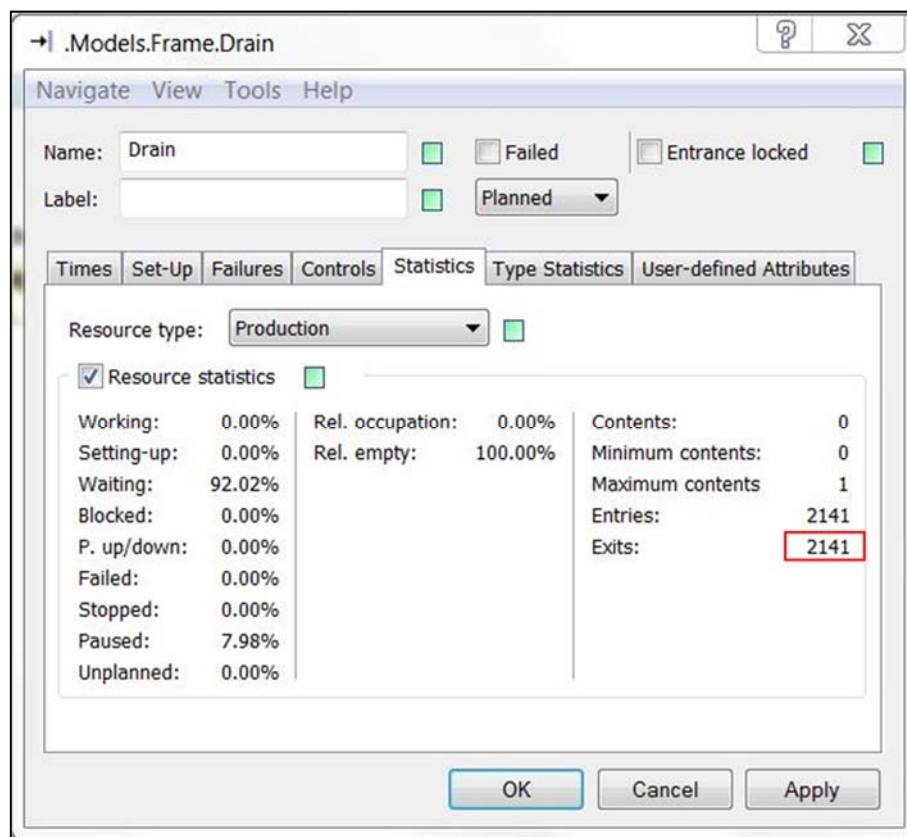 .Models.Frame.Drain
Navigate View Tools Help
Name: Drain Failed Entrance locked
Label: Planned
Times Set-Up Failures Controls Statistics Type Statistics User-defined Attributes
Resource type: Production
Resource statistics
Working: 0.00% Rel. occupation: 0.00% Contents: 0
Setting-up: 0.00% Rel. empty: 100.00% Minimum contents: 0
Waiting: 92.02% Maximum contents 1
Blocked: 0.00% Entries: 2141
P. up/down: 0.00% Exits: 2141
Failed: 0.00%
Stopped: 0.00%
Paused: 7.98%
Unplanned: 0.00%
OK Cancel Apply